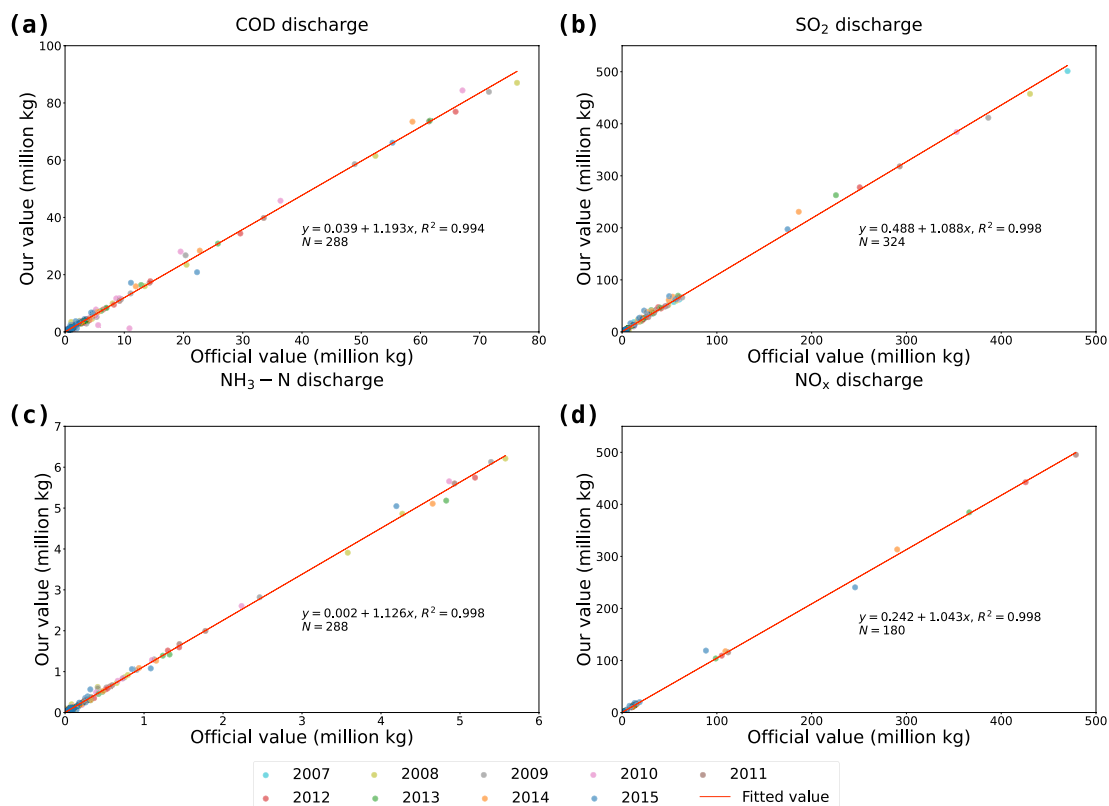 (a) COD discharge
100
80
60
40
20
0
Our value (million kg)
y = 0.039 + 1.193x, R² = 0.994
N = 288
0 10 20 30 40 50 60 70 80
Official value (million kg)
(b) SO₂ discharge
500
400
300
200
100
0
Our value (million kg)
y = 0.488 + 1.088x, R² = 0.998
N = 324
0 100 200 300 400 500
Official value (million kg)
(c) NH₃ − N discharge
7
6
5
4
3
2
1
0
Our value (million kg)
y = 0.002 + 1.126x, R² = 0.998
N = 288
0 1 2 3 4 5 6
Official value (million kg)
(d) NOₓ discharge
500
400
300
200
100
0
Our value (million kg)
y = 0.242 + 1.043x, R² = 0.998
N = 180
0 100 200 300 400 500
Official value (million kg)
2007 2008 2009 2010 2011
2012 2013 2014 2015 Fitted value